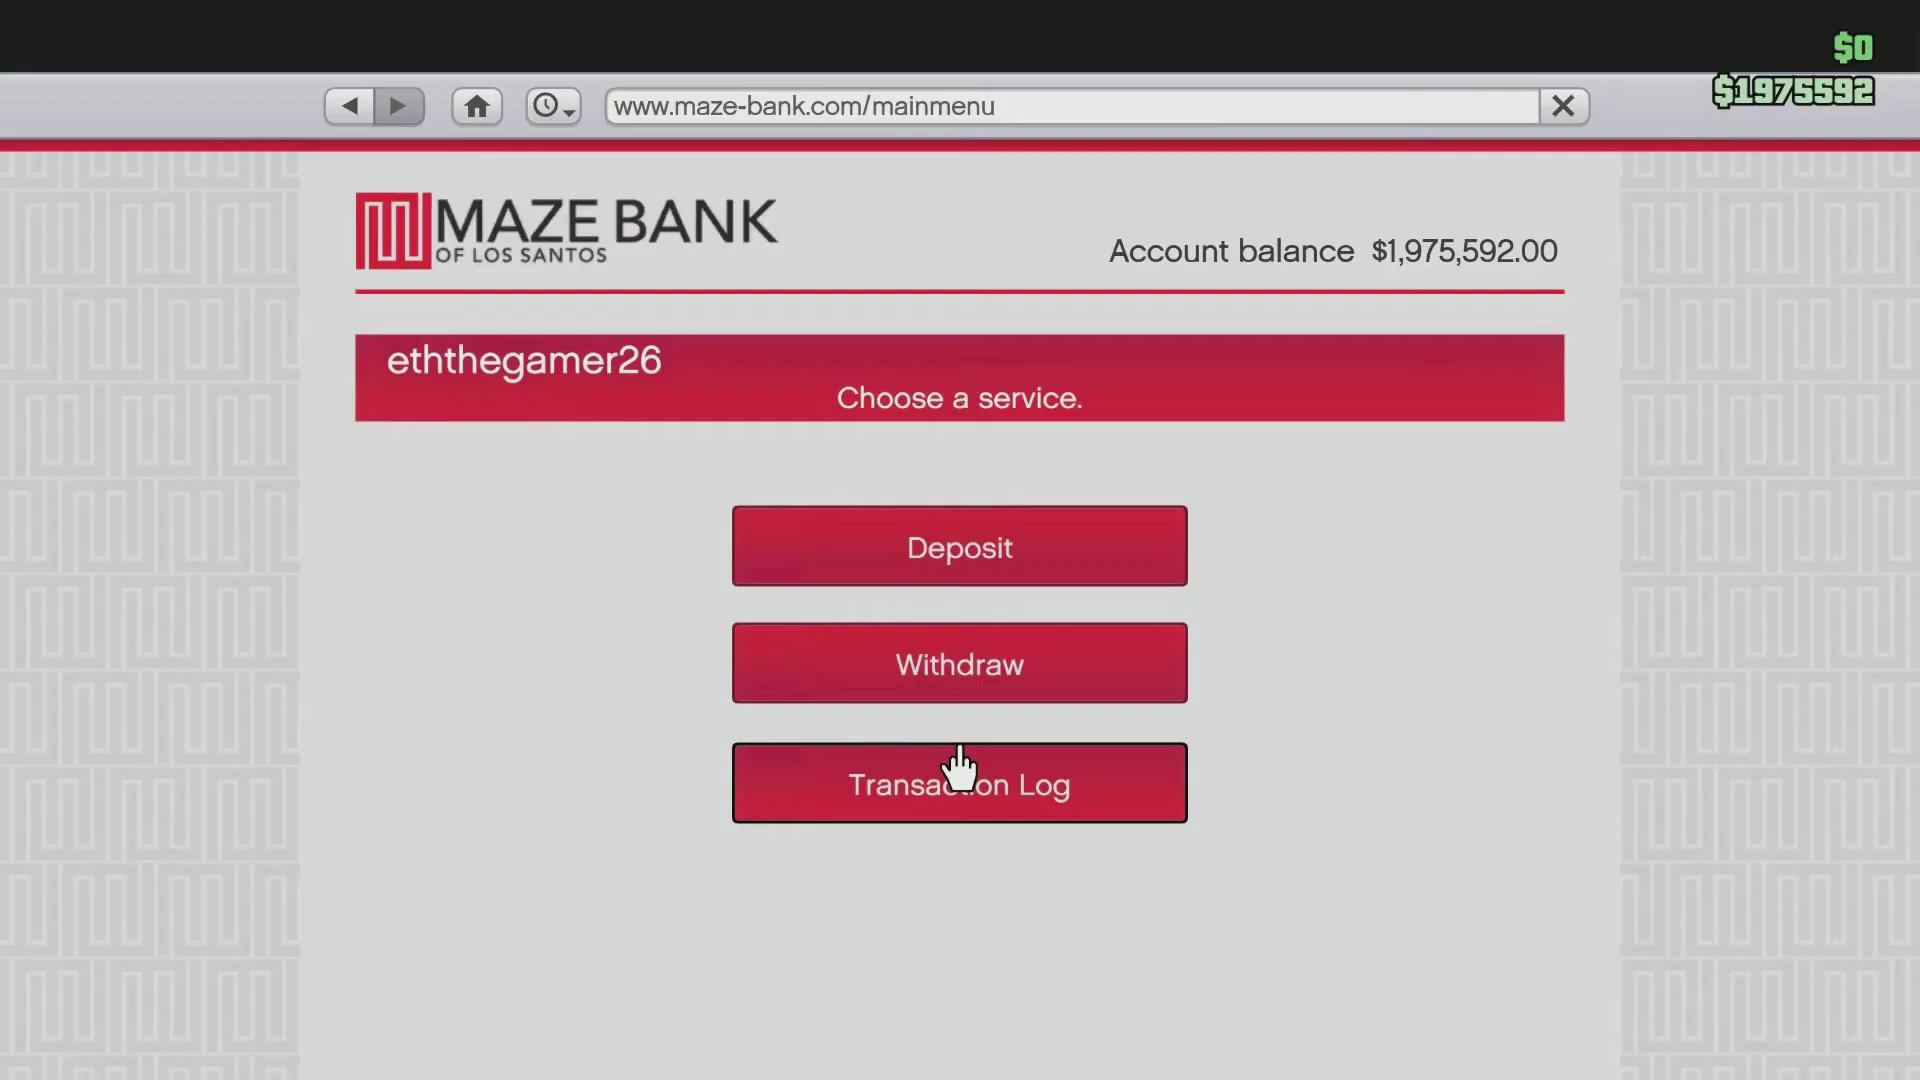 $0
$1975592
www.maze-bank.com/mainmenu
MAZE BANK
OF LOS SANTOS
Account balance $1,975,592.00
eththegamer26
Choose a service.
Deposit
Withdraw
Transaction Log